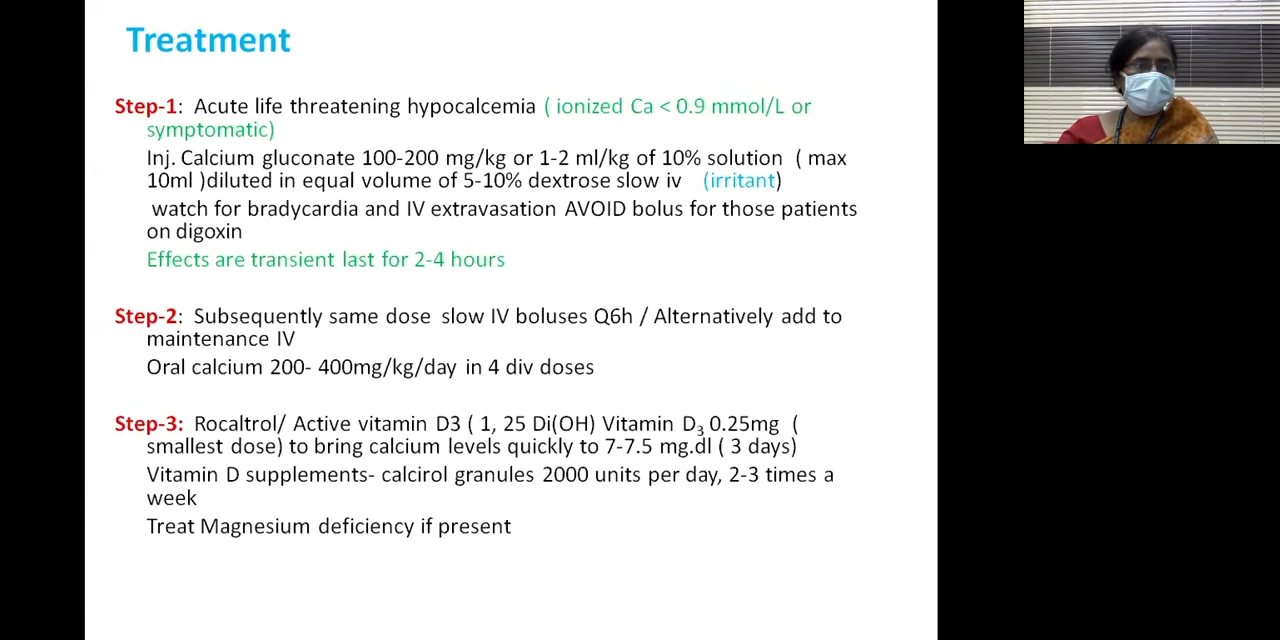 Treatment
Step-1: Acute life threatening hypocalcemia ( ionized Ca < 0.9 mmol/L or
symptomatic)
Inj. Calcium gluconate 100-200 mg/kg or 1-2 ml/kg of 10% solution ( max
10ml )diluted in equal volume of 5-10% dextrose slow iv (irritant)
watch for bradycardia and IV extravasation AVOID bolus for those patients
on digoxin
Effects are transient last for 2-4 hours
Step-2: Subsequently same dose slow IV boluses Q6h / Alternatively add to
maintenance IV
Oral calcium 200- 400mg/kg/day in 4 div doses
Step-3: Rocaltrol/ Active vitamin D3 ( 1, 25 Di(OH) Vitamin D3 0.25mg (
smallest dose) to bring calcium levels quickly to 7-7.5 mg.dl ( 3 days)
Vitamin D supplements- calcirol granules 2000 units per day, 2-3 times a
week
Treat Magnesium deficiency if present